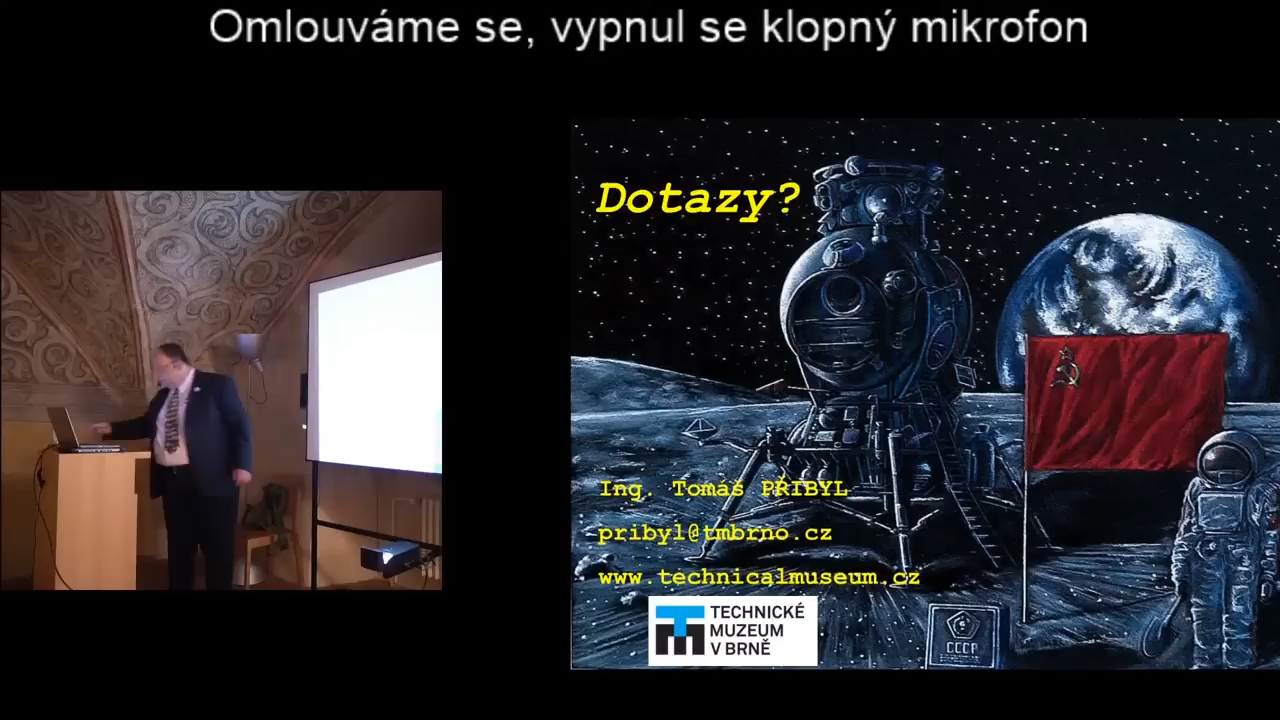 Omlouváme se, vypnul se klopný mikrofon
Dotazy?
Ing. Tomáš PŘIBYL
pribyl@tmbrno.cz
www.technicalmuseum.cz
TECHNICKÉ
MUZEUM
V BRNĚ
CCCP